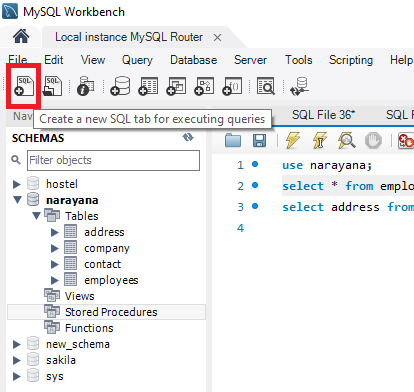 MySQL Workbench
Local instance MySQL Router
File Edit View Query Database Server Tools Scripting Help
SQL SQL
Create a new SQL tab for executing queries
Nav
SQL File 36*
SCHEMAS
Filter objects
hostel
narayana
Tables
address
company
contact
employees
Views
Stored Procedures
Functions
new_schema
sakila
sys
1 use narayana;
2 select * from emplo
3 select address from
4